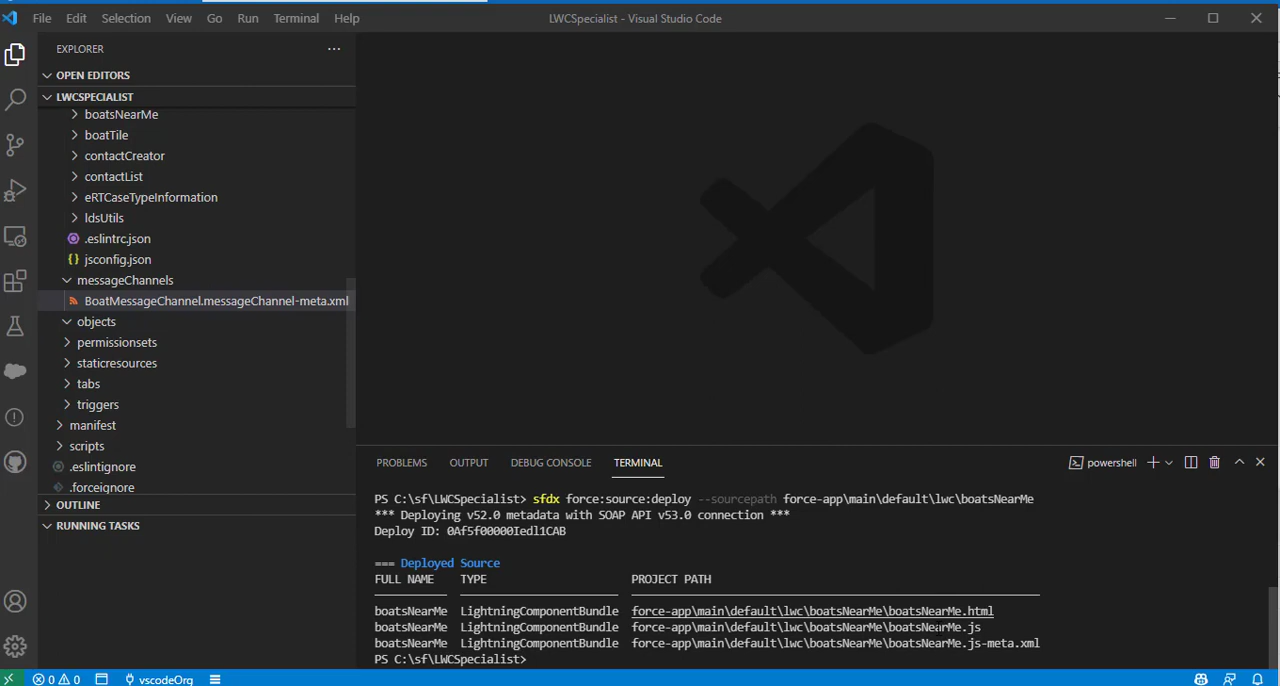 File Edit Selection View Go Run Terminal Help LWCSpecialist - Visual Studio Code
EXPLORER
OPEN EDITORS
LWCSPECIALIST
boatsNearMe
boatTile
contactCreator
contactList
eRTCaseTypeInformation
ldsUtils
.eslintrc.json
{} jsconfig.json
messageChannels
BoatMessageChannel.messageChannel-meta.xml
objects
permissionsets
staticresources
tabs
triggers
manifest
scripts
.eslintignore
.forceignore
OUTLINE
RUNNING TASKS
PROBLEMS OUTPUT DEBUG CONSOLE TERMINAL powershell
PS C:\sf\LWCSpecialist> sfdx force:source:deploy --sourcepath force-app\main\default\lwc\boatsNearMe
*** Deploying v52.0 metadata with SOAP API v53.0 connection ***
Deploy ID: 0Af5f00000Iedl1CAB
=== Deployed Source
FULL NAME TYPE PROJECT PATH
boatsNearMe LightningComponentBundle force-app\main\default\lwc\boatsNearMe\boatsNearMe.html
boatsNearMe LightningComponentBundle force-app\main\default\lwc\boatsNearMe\boatsNearMe.js
boatsNearMe LightningComponentBundle force-app\main\default\lwc\boatsNearMe\boatsNearMe.js-meta.xml
PS C:\sf\LWCSpecialist>
0 0 vscodeOrg